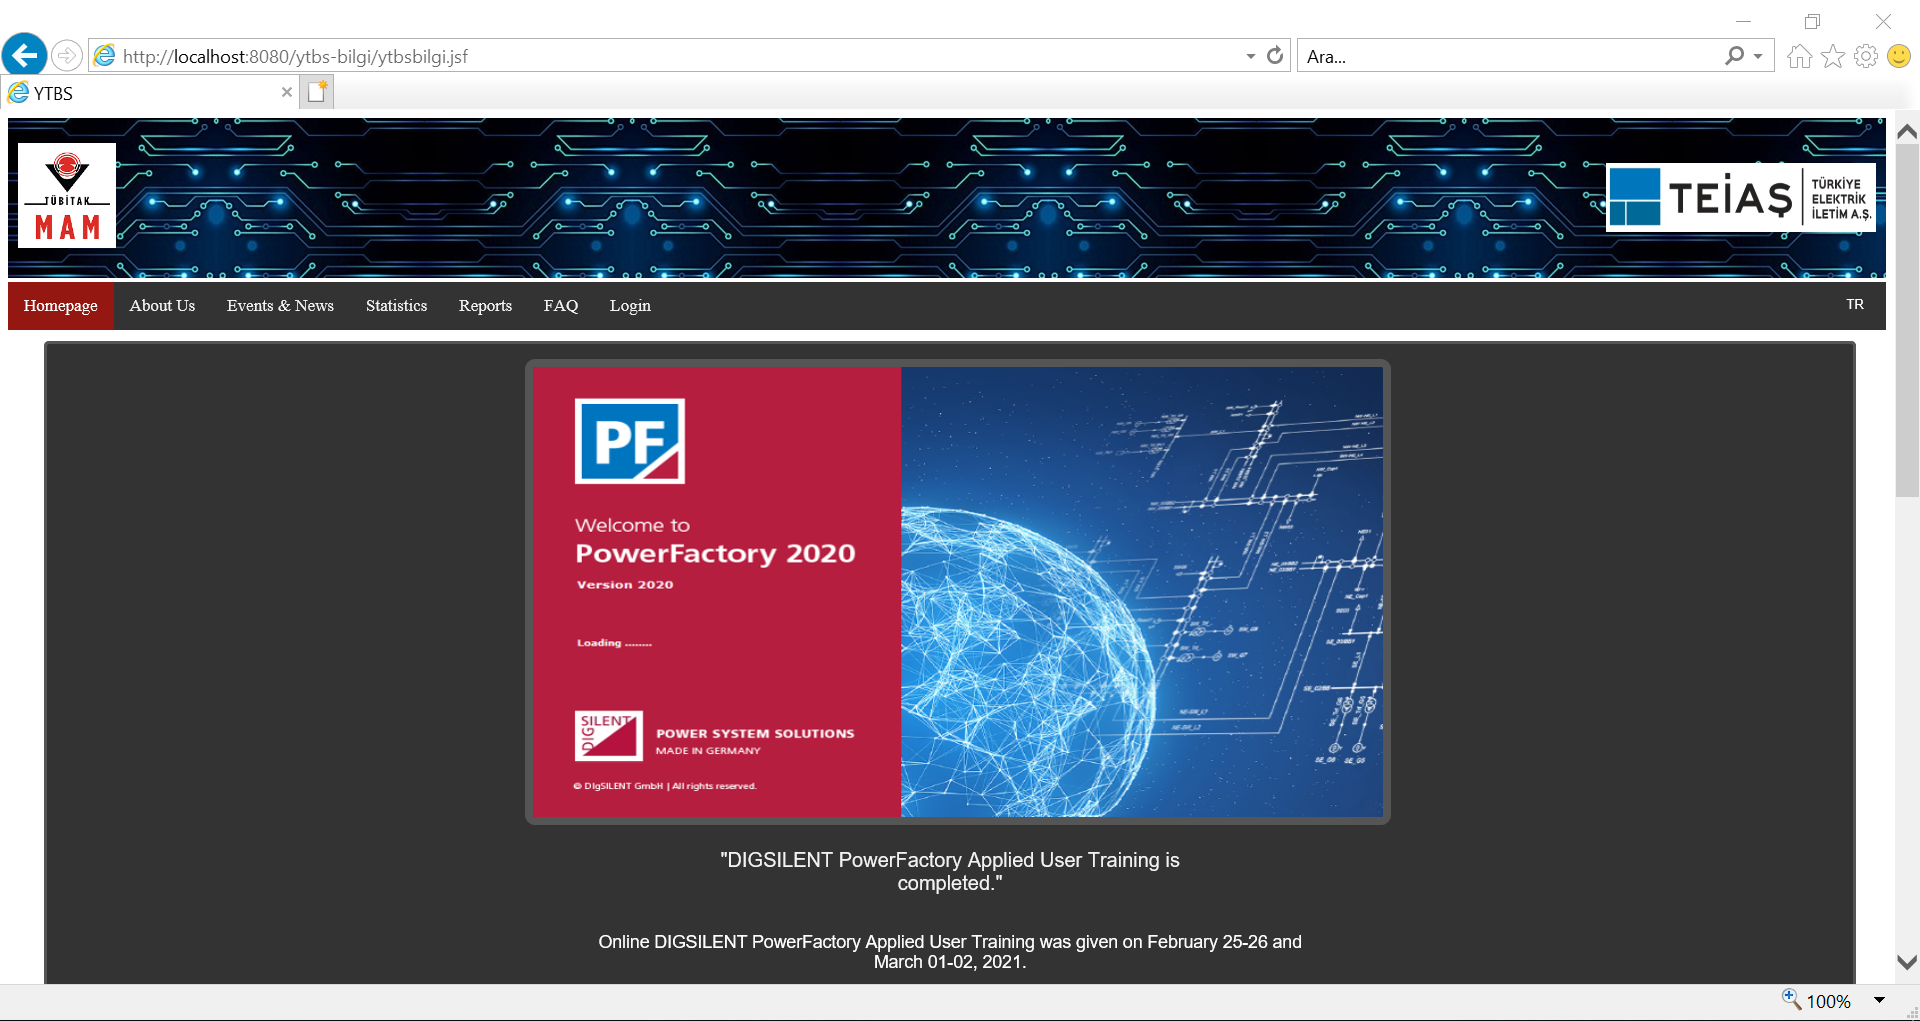 http://localhost:8080/ytbs-bilgi/ytbsbilgi.jsf
Ara...
YTBS
TÜBİTAK
MAM
TEİAŞ
TÜRKİYE
ELEKTRİK
İLETİM A.Ş.
Homepage
About Us
Events & News
Statistics
Reports
FAQ
Login
TR
PF
Welcome to
PowerFactory 2020
Version 2020
Loading ........
DIgSILENT
POWER SYSTEM SOLUTIONS
MADE IN GERMANY
© DIgSILENT GmbH | All rights reserved.
"DIGSILENT PowerFactory Applied User Training is
completed."
Online DIGSILENT PowerFactory Applied User Training was given on February 25-26 and
March 01-02, 2021.
100%